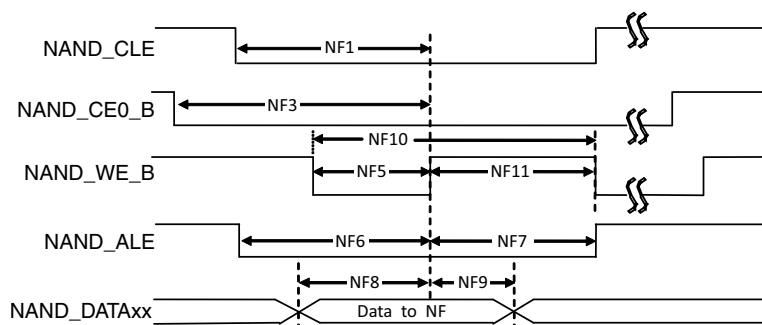 NAND_CLE
NF1
NAND_CE0_B
NF3
NF10
NAND_WE_B
NF5
NF11
NAND_ALE
NF6
NF7
NF8
NF9
NAND_DATAxx
Data to NF